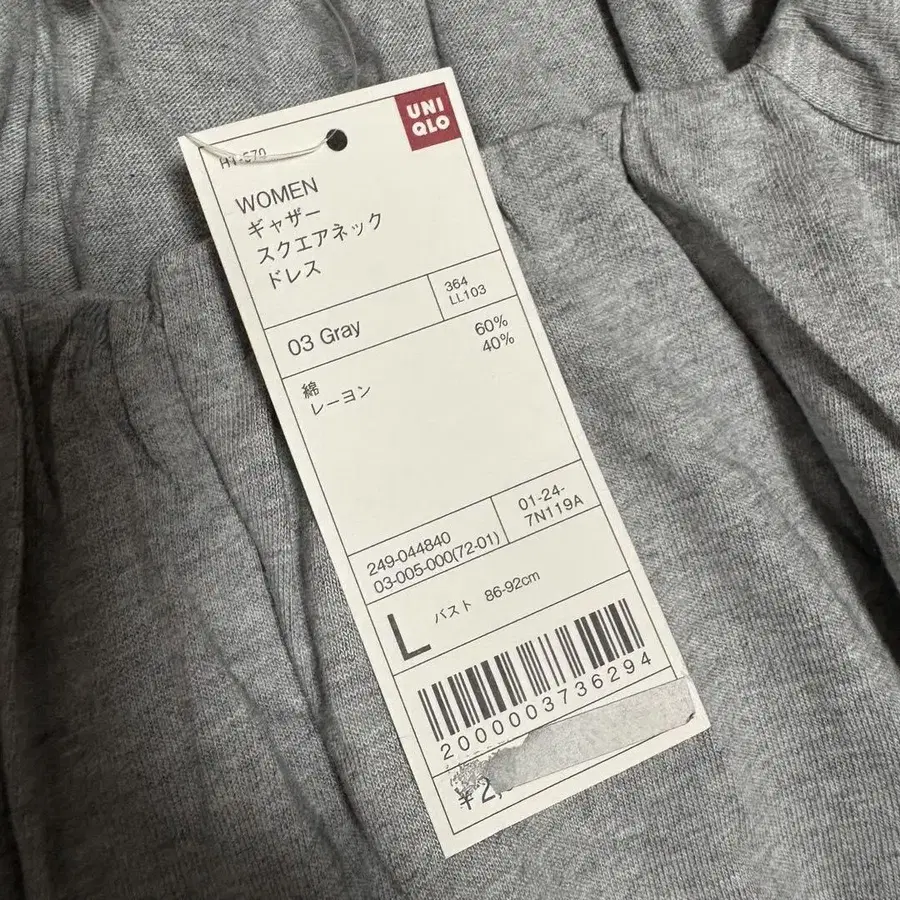 UNI
QLO
WOMEN
ギャザー
スクエアネック
ドレス
364
LL103
03 Gray
60%
40%
綿
レーヨン
249-044840
03-005-000(72-01)
01-24-
7N119A
L バスト 86-92cm
2000003736294
¥2,